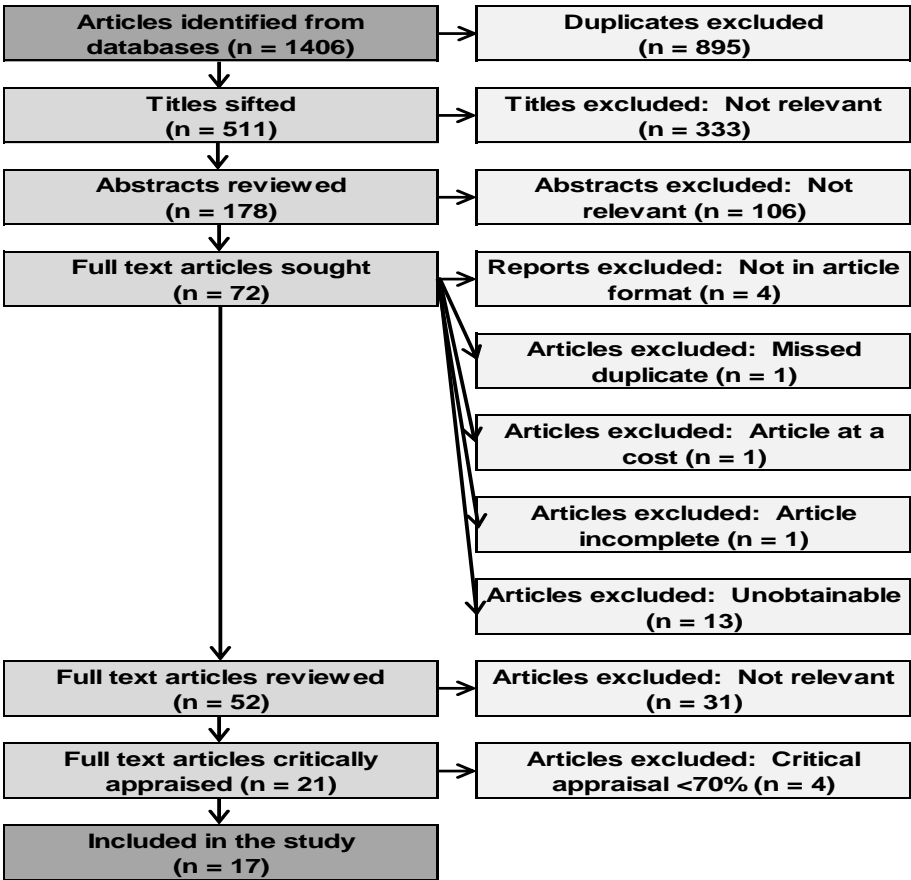 Articles identified from
databases (n = 1406)
Duplicates excluded
(n = 895)
Titles sifted
(n = 511)
Titles excluded:  Not relevant
(n = 333)
Abstracts reviewed
(n = 178)
Abstracts excluded:  Not
relevant (n = 106)
Full text articles sought
(n = 72)
Reports excluded:  Not in article
format (n = 4)
Articles excluded:  Missed
duplicate (n = 1)
Articles excluded:  Article at a
cost (n = 1)
Articles excluded:  Article
incomplete (n = 1)
Articles excluded:  Unobtainable
(n = 13)
Full text articles reviewed
(n = 52)
Articles excluded:  Not relevant
(n = 31)
Full text articles critically
appraised (n = 21)
Articles excluded:  Critical
appraisal <70% (n = 4)
Included in the study
(n = 17)